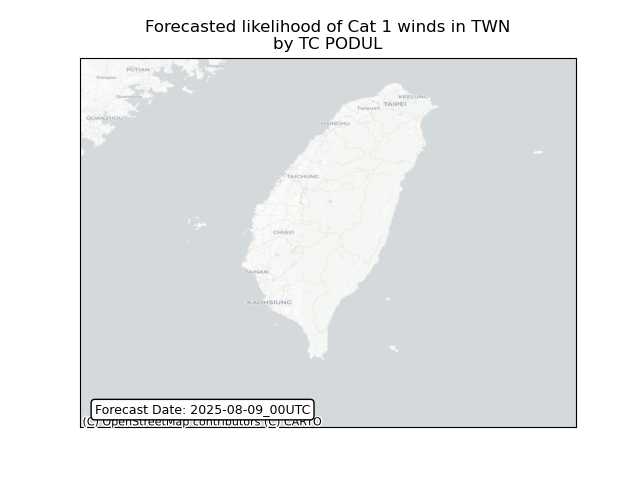 Forecasted likelihood of Cat 1 winds in TWN
by TC PODUL
PUTIAN
QUANZHOU
KEELUNG
TAIPEI
Taoyuan
HSINCHU
TAICHUNG
CHIAYI
TAINAN
KAOHSIUNG
Forecast Date: 2025-08-09_00UTC
(C) OpenStreetMap contributors (C) CARTO